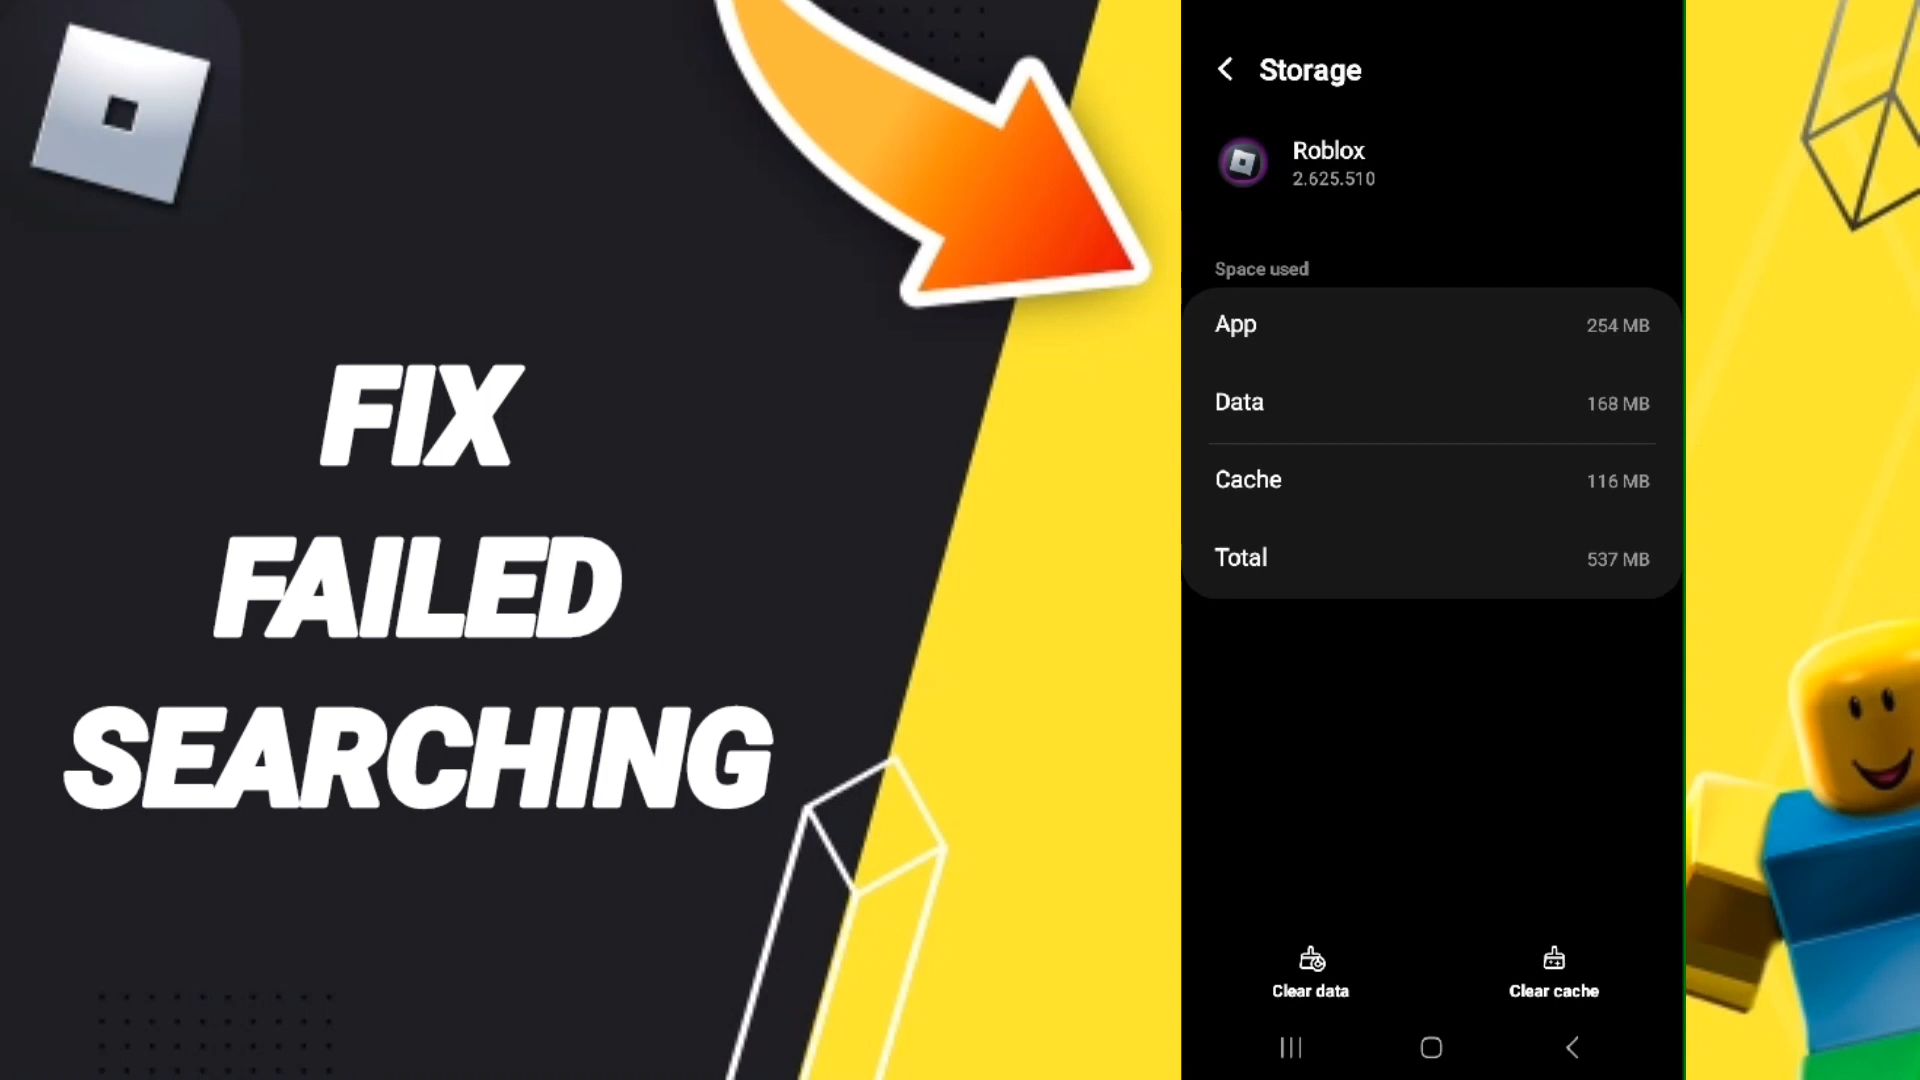 FIX
FAILED
SEARCHING
Storage
Roblox
2.625.510
Space used
App 254 MB
Data 168 MB
Cache 116 MB
Total 537 MB
Clear data Clear cache